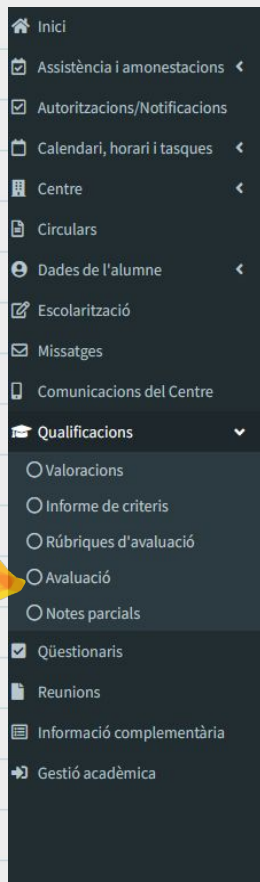 Inici
Assistència i amonestacions
Autoritzacions/Notificacions
Calendari, horari i tasques
Centre
Circulars
Dades de l'alumne
Escolarització
Missatges
Comunicacions del Centre
Qualificacions
Valoracions
Informe de criteris
Rúbriques d'avaluació
Avaluació
Notes parcials
Qüestionaris
Reunions
Informació complementària
Gestió acadèmica